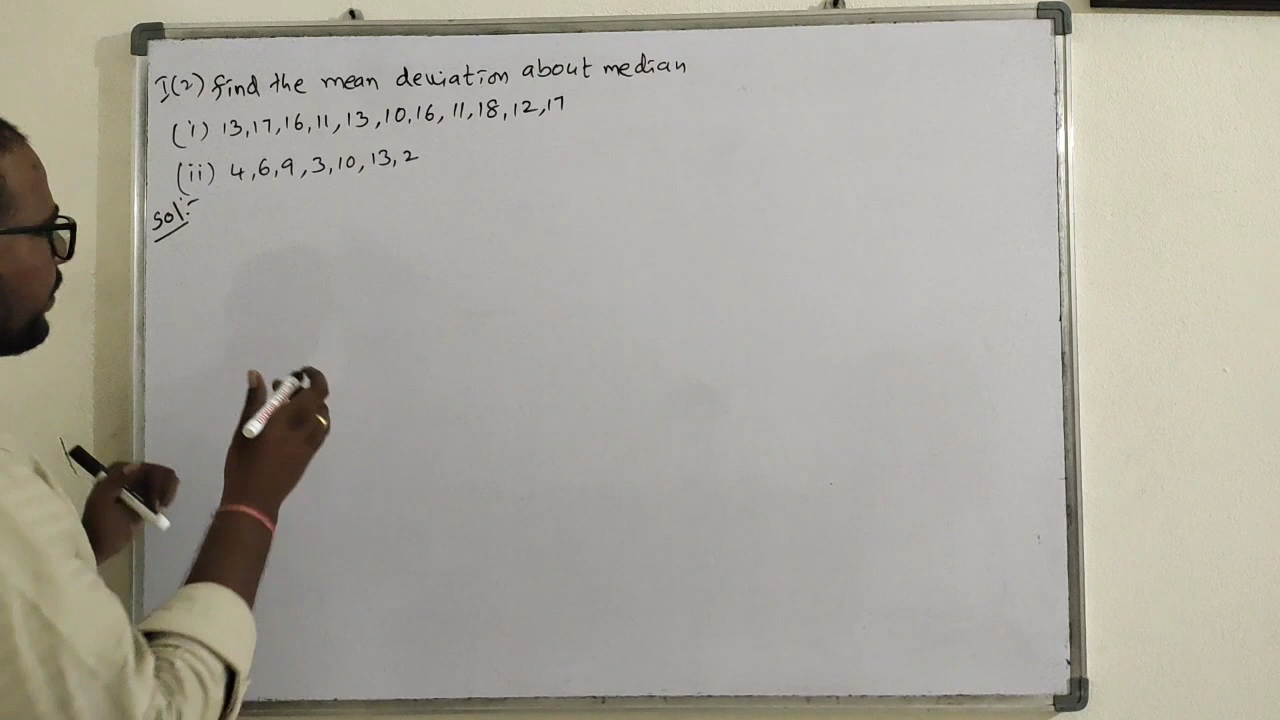 I(2) find the mean deviation about median
(i) 13,17,16,11,13,10,16,11,18,12,17
(ii) 4,6,9,3,10,13,2
Sol:-